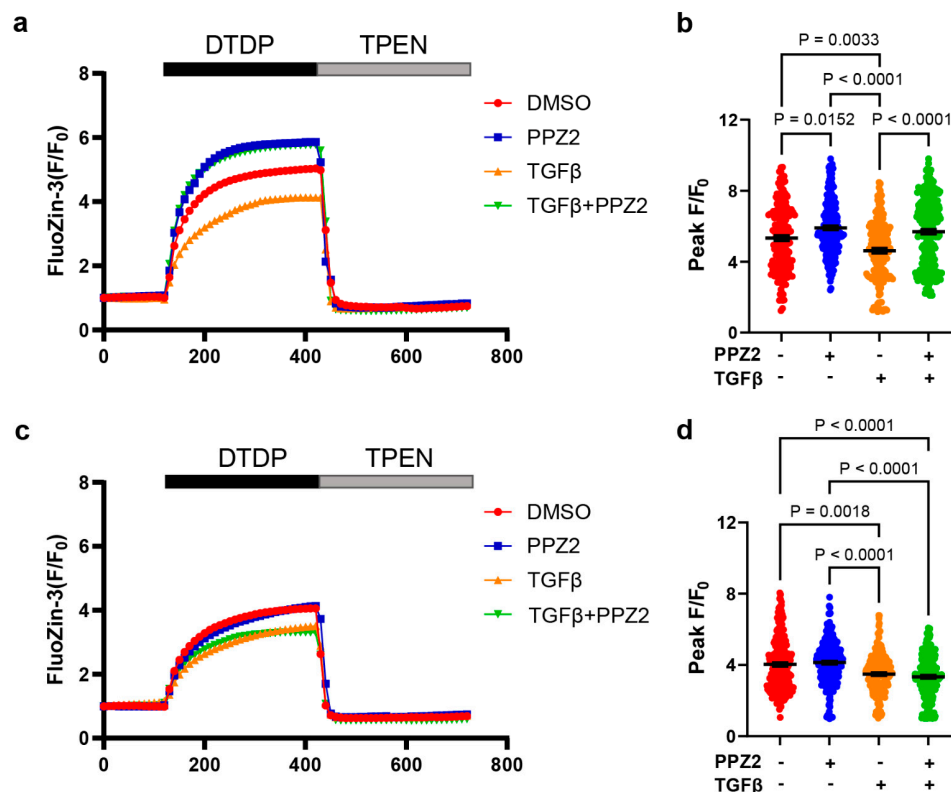 a
DTDP
TPEN
8
6
4
2
0
FluoZin-3(F/F0)
0 200 400 600 800
DMSO
PPZ2
TGFβ
TGFβ+PPZ2
b
P = 0.0033
P < 0.0001
P = 0.0152
P < 0.0001
12
8
4
0
Peak F/F0
PPZ2 - + - +
TGFβ - - + +
c
DTDP
TPEN
8
6
4
2
0
FluoZin-3(F/F0)
0 200 400 600 800
DMSO
PPZ2
TGFβ
TGFβ+PPZ2
d
P < 0.0001
P < 0.0001
P = 0.0018
P < 0.0001
12
8
4
0
Peak F/F0
PPZ2 - + - +
TGFβ - - + +